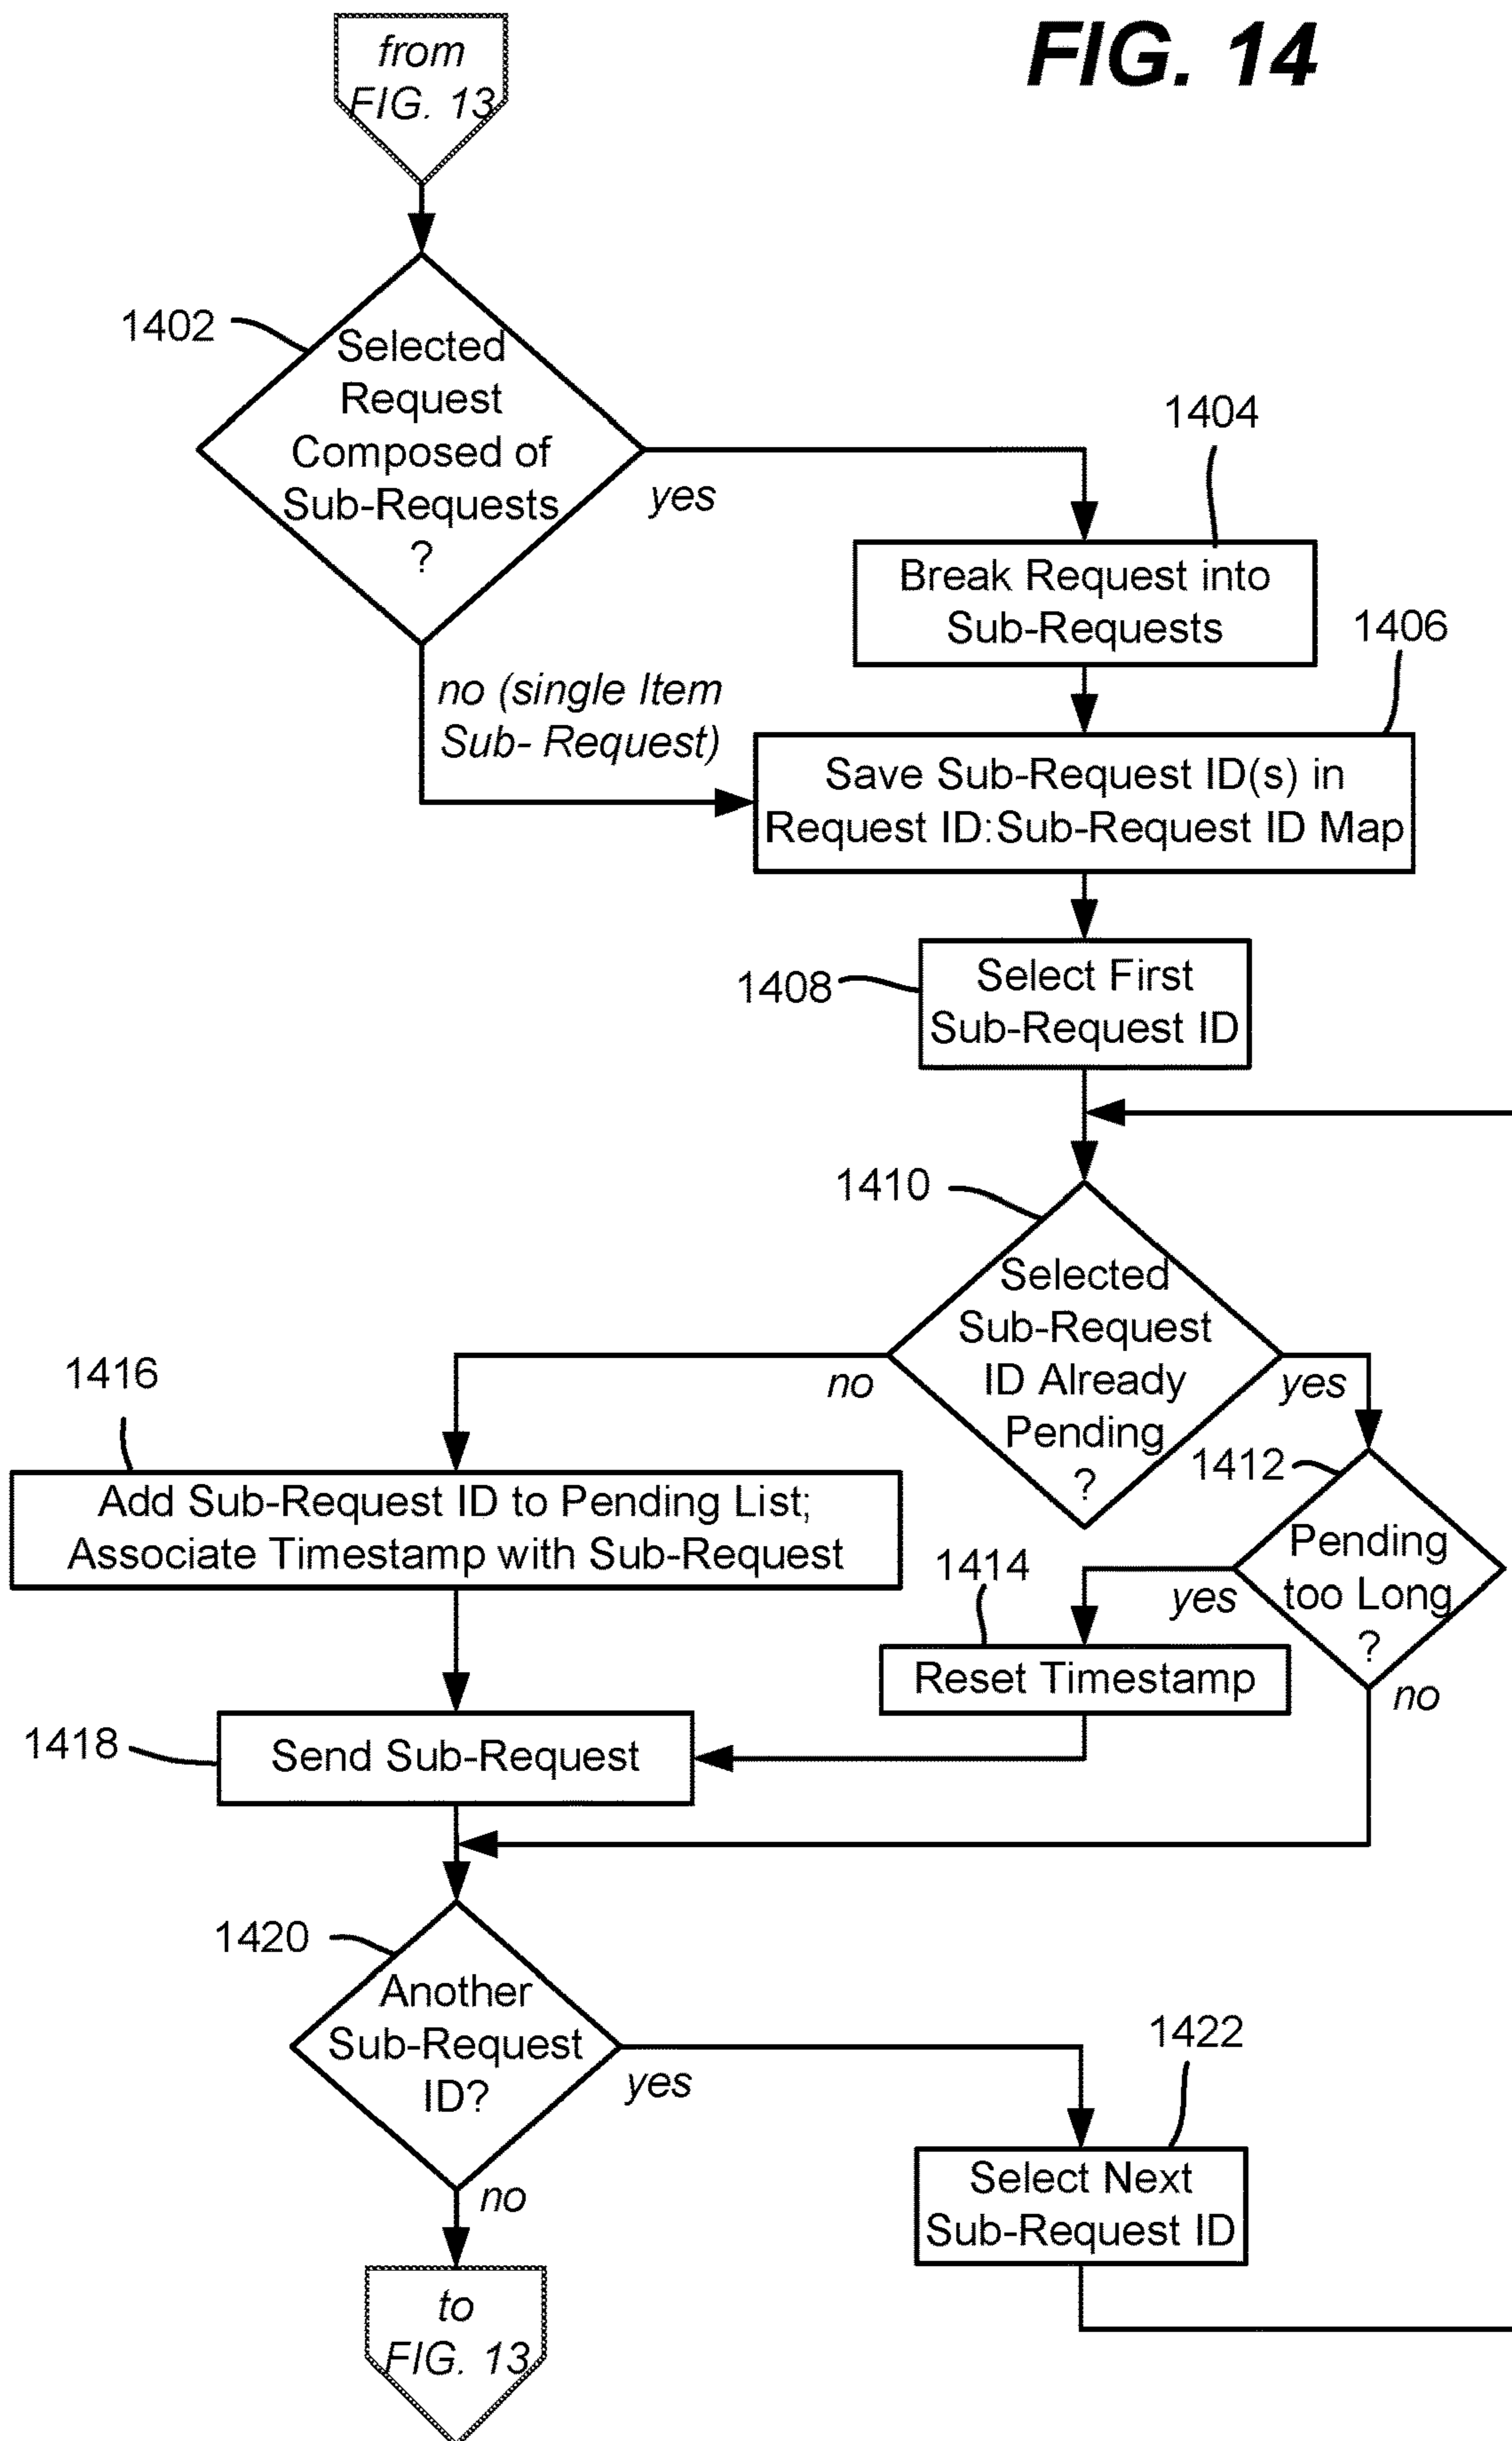 FIG. 14
from
FIG. 13
1402
Selected
Request
Composed of
Sub-Requests
?
yes
1404
Break Request into
Sub-Requests
1406
no (single Item
Sub- Request)
Save Sub-Request ID(s) in
Request ID:Sub-Request ID Map
1408
Select First
Sub-Request ID
1410
Selected
Sub-Request
ID Already
Pending
?
no
yes
1416
Add Sub-Request ID to Pending List;
Associate Timestamp with Sub-Request
1412
Pending
too Long
?
yes
no
1414
Reset Timestamp
1418
Send Sub-Request
1420
Another
Sub-Request
ID?
yes
no
1422
Select Next
Sub-Request ID
to
FIG. 13